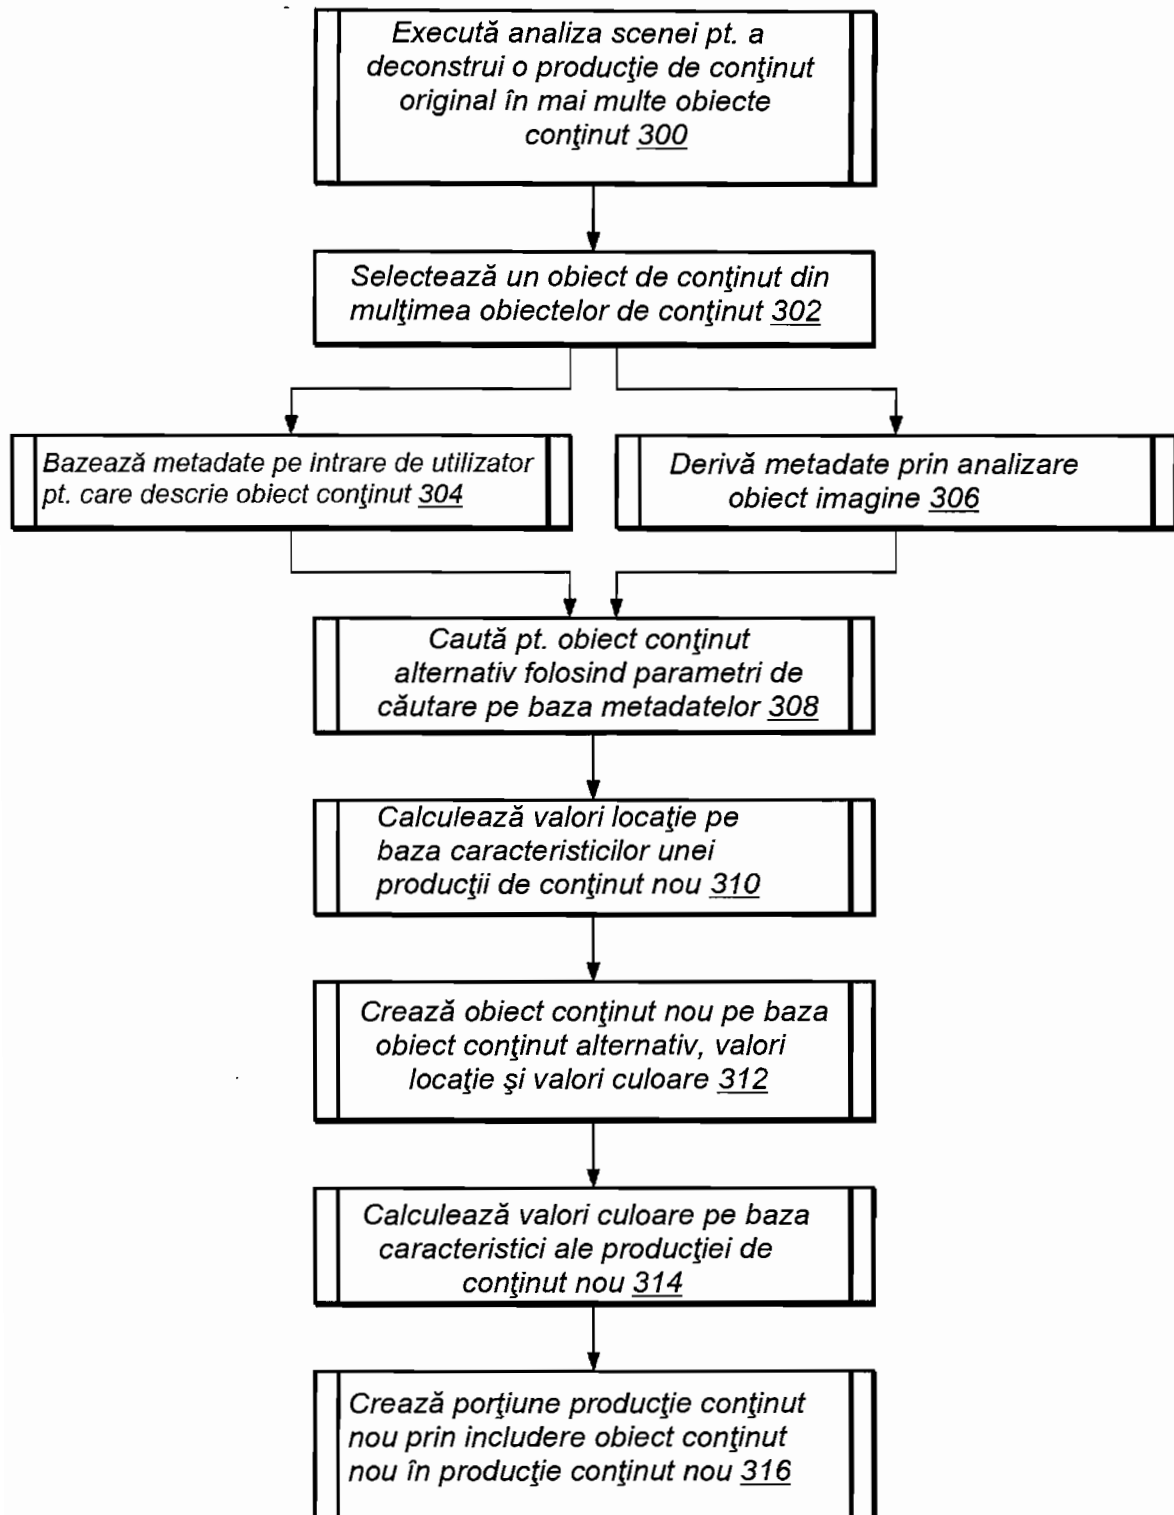 Execută analiza scenei pt. a
deconstrui o producţie de conţinut
original în mai multe obiecte
conţinut 300
Selectează un obiect de conţinut din
mulţimea obiectelor de conţinut 302
Bazează metadate pe intrare de utilizator
pt. care descrie obiect conţinut 304
Derivă metadate prin analizare
obiect imagine 306
Caută pt. obiect conţinut
alternativ folosind parametri de
căutare pe baza metadatelor 308
Calculează valori locaţie pe
baza caracteristicilor unei
producţii de conţinut nou 310
Crează obiect conţinut nou pe baza
obiect conţinut alternativ, valori
locaţie şi valori culoare 312
Calculează valori culoare pe baza
caracteristici ale producţiei de
conţinut nou 314
Crează porţiune producţie conţinut
nou prin includere obiect conţinut
nou în producţie conţinut nou 316